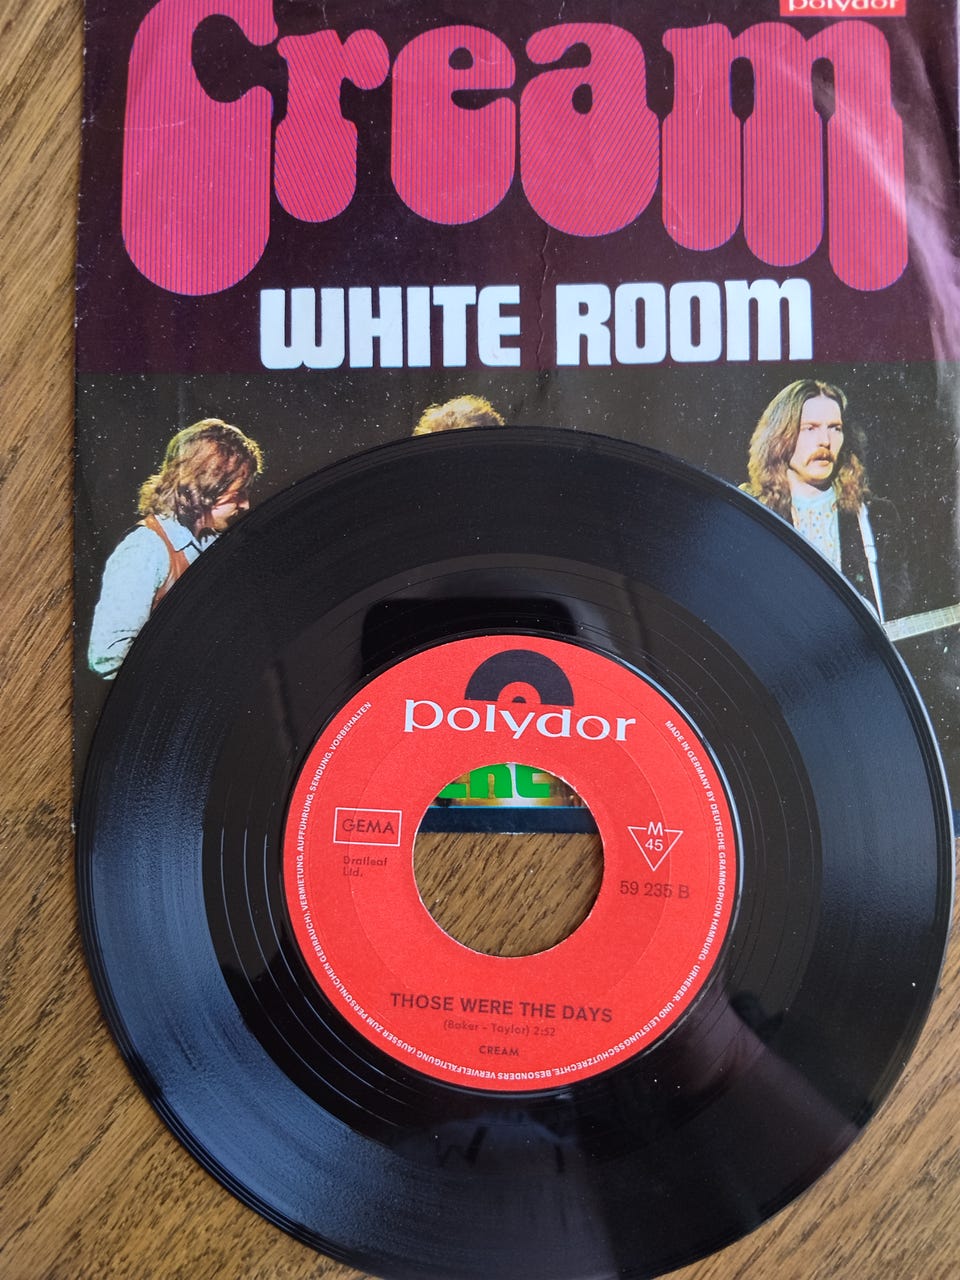 polydor
Cream
WHITE ROOM
polydor
GEMA
Dratleaf
Ltd.
M
45
59 235 B
THOSE WERE THE DAYS
(Baker - Taylor) 2:52
CREAM
MADE IN GERMANY BY DEUTSCHE GRAMMOPHON HAMBURG · URHEBER- UND LEISTUNGSSCHUTZRECHTE, BESONDERS VERVIELFÄLTIGUNG (AUSSER ZUM PERSÖNLICHEN GEBRAUCH), VERMIETUNG, AUFFÜHRUNG, SENDUNG, VORBEHALTEN